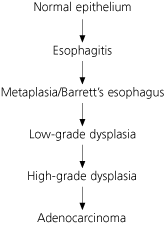 Normal epithelium
Esophagitis
Metaplasia/Barrett's esophagus
Low-grade dysplasia
High-grade dysplasia
Adenocarcinoma